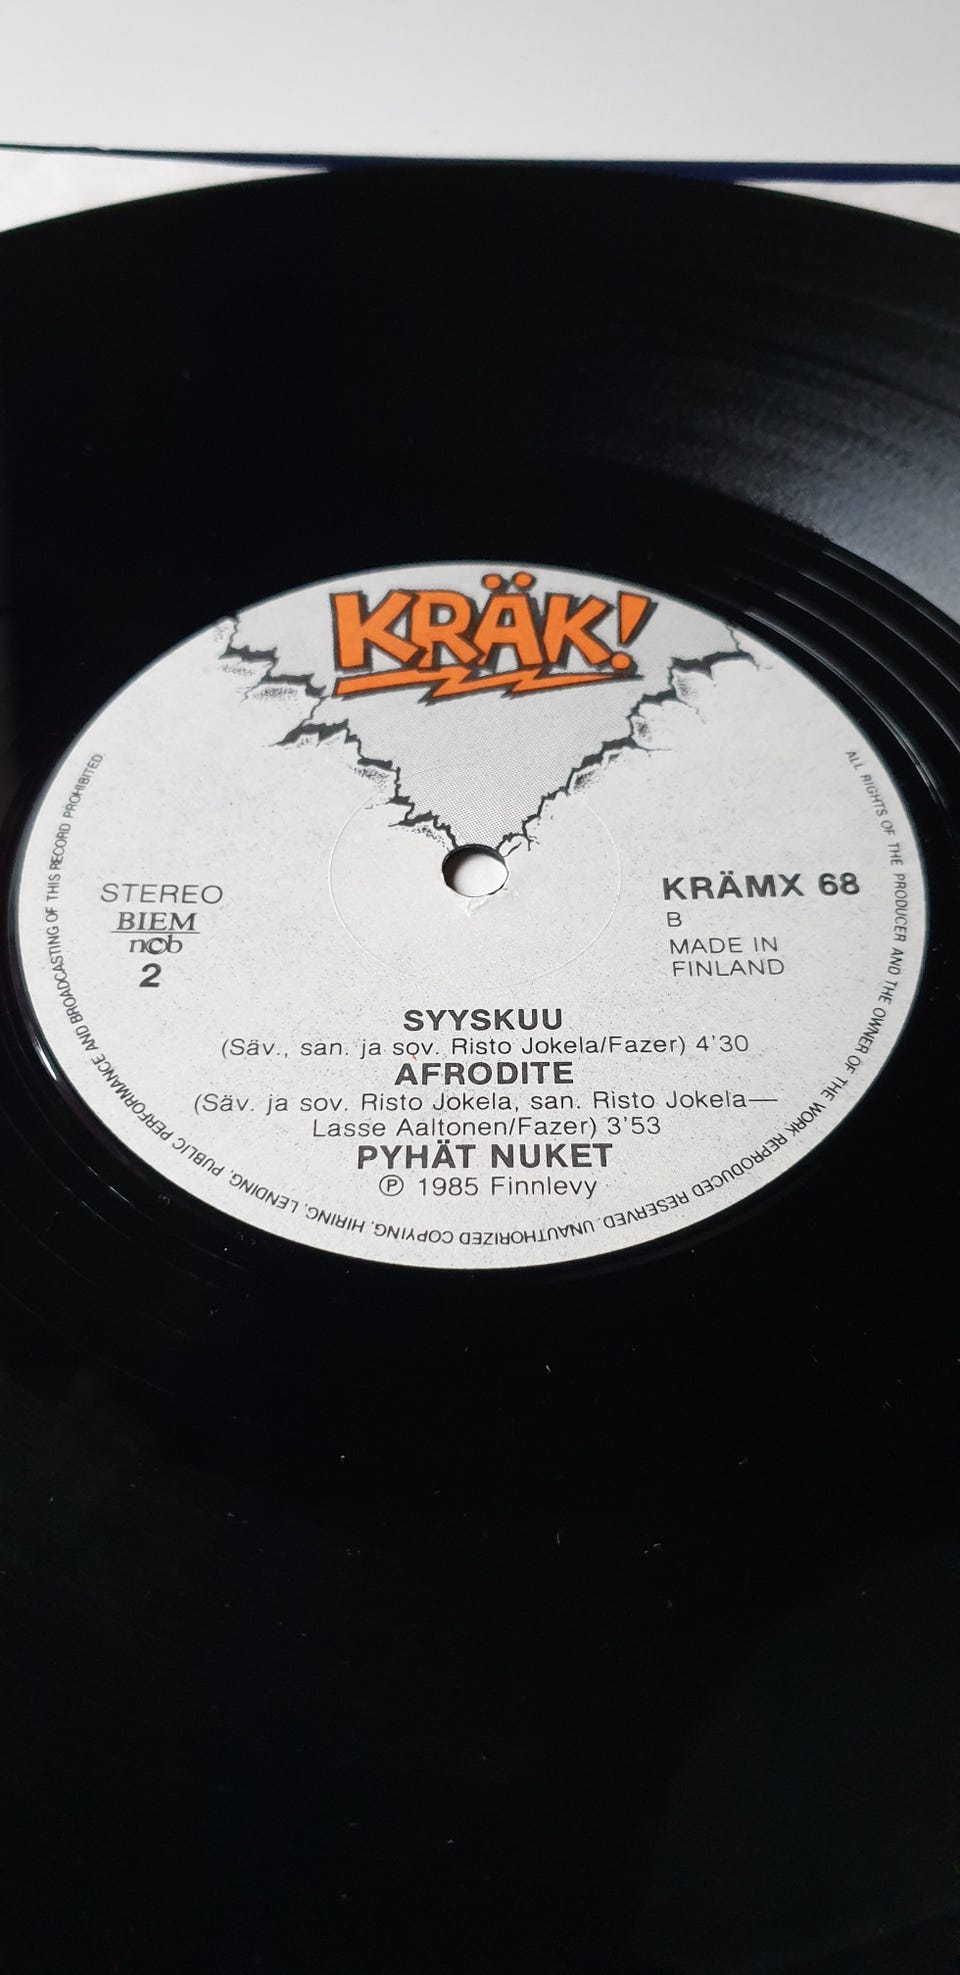 KRÄK!
STEREO
BIEM
ncb
2
KRÄMX 68
B
MADE IN
FINLAND
SYYSKUU
(Säv., san. ja sov. Risto Jokela/Fazer) 4'30
AFRODITE
(Säv. ja sov. Risto Jokela, san. Risto Jokela—
Lasse Aaltonen/Fazer) 3'53
PYHÄT NUKET
Ⓟ 1985 Finnlevy
ALL RIGHTS OF THE PRODUCER AND THE OWNER OF THE WORK REPRODUCED RESERVED. UNAUTHORIZED COPYING, HIRING, LENDING, PUBLIC PERFORMANCE AND BROADCASTING OF THIS RECORD PROHIBITED